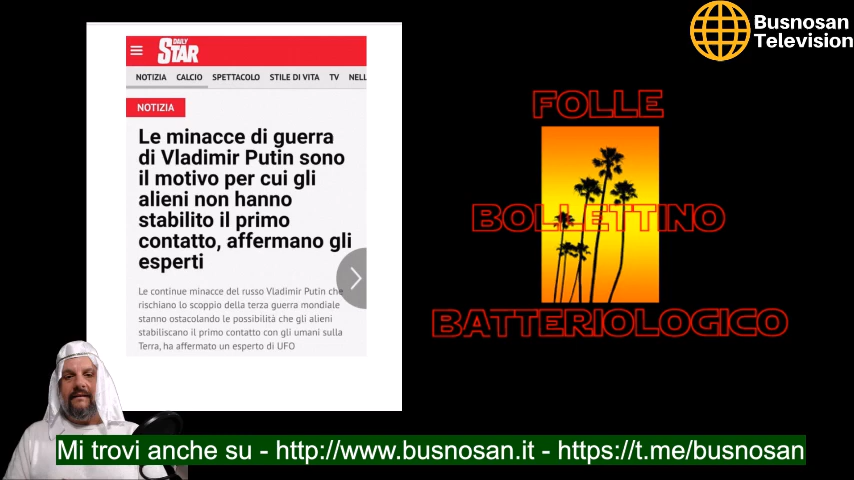 Busnosan
Television
DAILY
STAR
NOTIZIA CALCIO SPETTACOLO STILE DI VITA TV NELL
NOTIZIA
Le minacce di guerra
di Vladimir Putin sono
il motivo per cui gli
alieni non hanno
stabilito il primo
contatto, affermano gli
esperti
Le continue minacce del russo Vladimir Putin che
rischiano lo scoppio della terza guerra mondiale
stanno ostacolando le possibilità che gli alieni
stabiliscano il primo contatto con gli umani sulla
Terra, ha affermato un esperto di UFO
FOLLE
BOLLETTINO
BATTERIOLOGICO
Mi trovi anche su - http://www.busnosan.it - https://t.me/busnosan